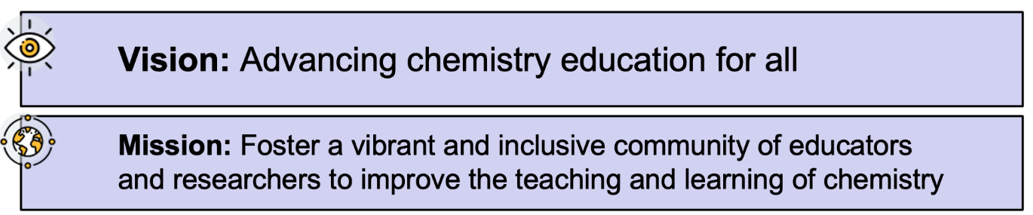 Vision: Advancing chemistry education for all
Mission: Foster a vibrant and inclusive community of educators
and researchers to improve the teaching and learning of chemistry